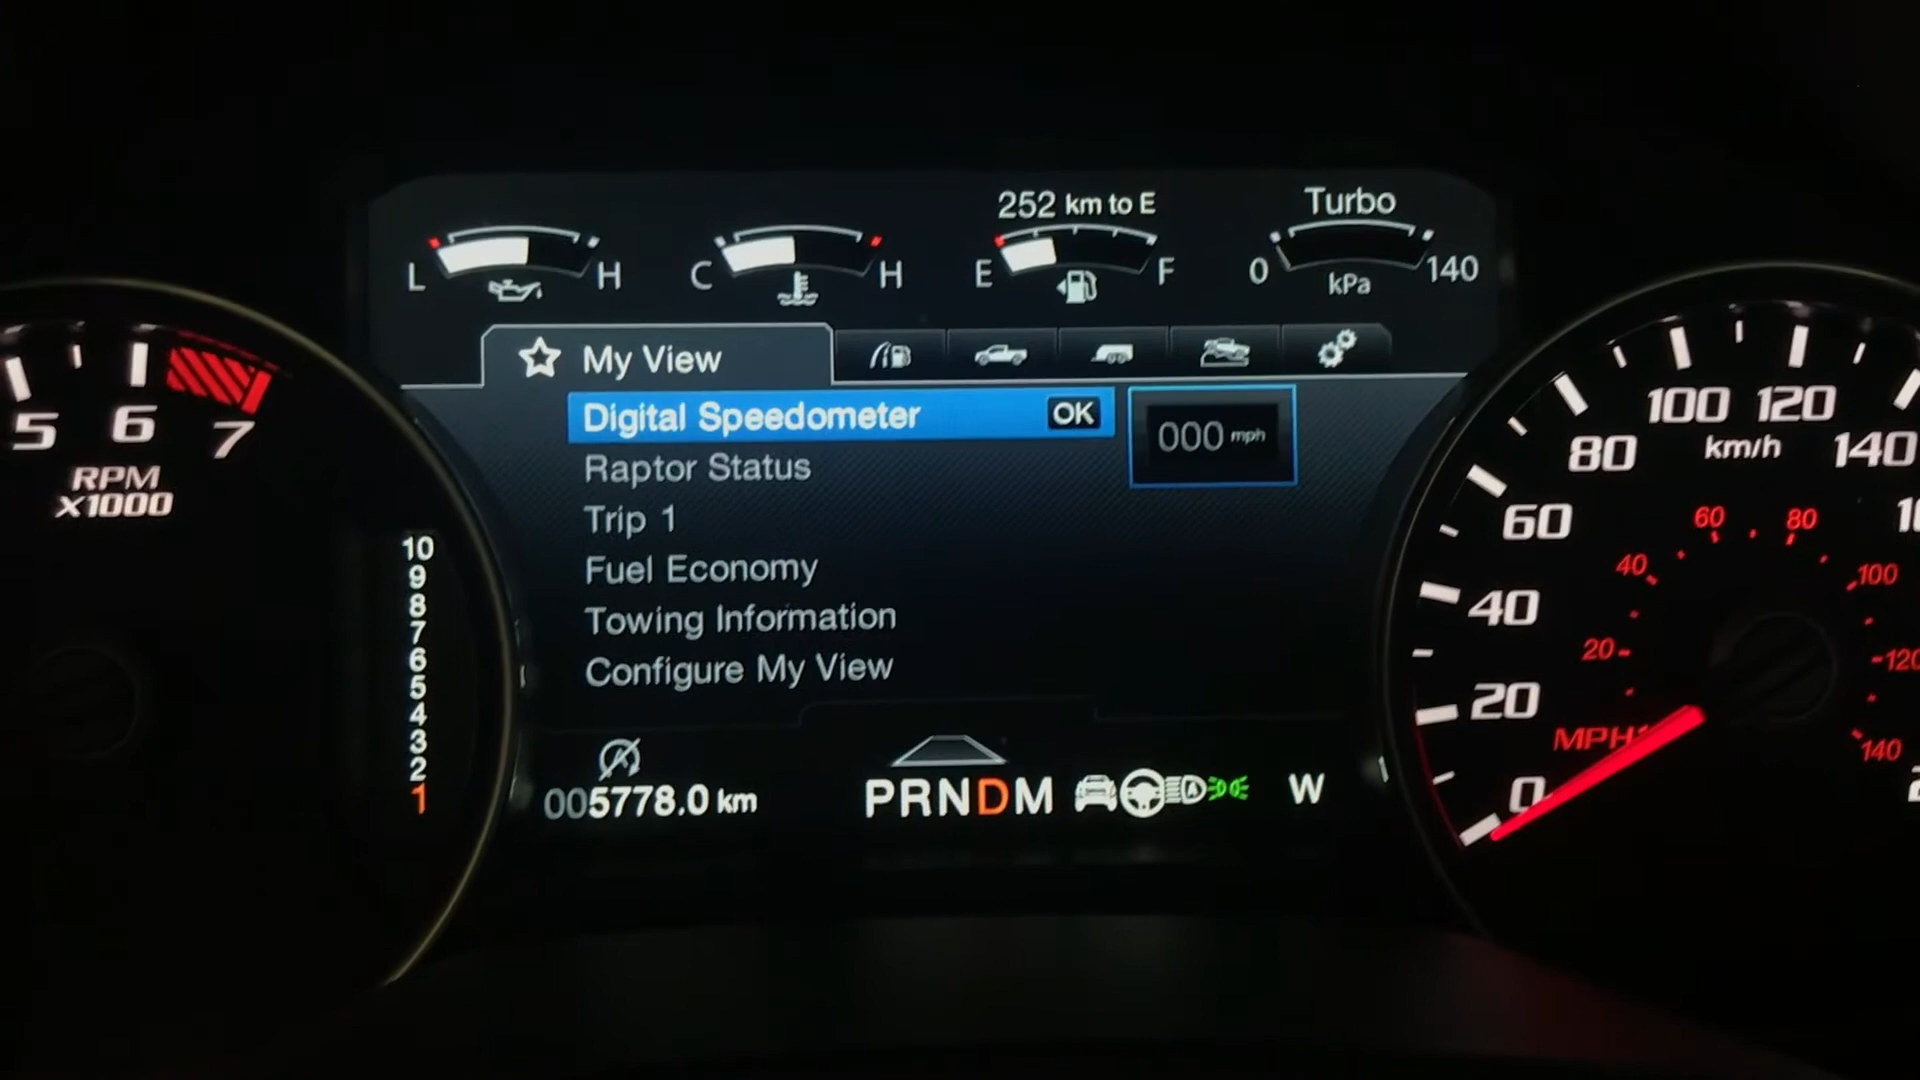 252 km to E
Turbo
L H
C H
E F
0 140
kPa
My View
Digital Speedometer OK
000 mph
Raptor Status
Trip 1
Fuel Economy
Towing Information
Configure My View
005778.0 km
PRNDM
A
W
5 6 7
RPM
X1000
10
9
8
7
6
5
4
3
2
1
0
20
40
60
80
100
120
140
km/h
MPH
20
40
60
80
100
120
140